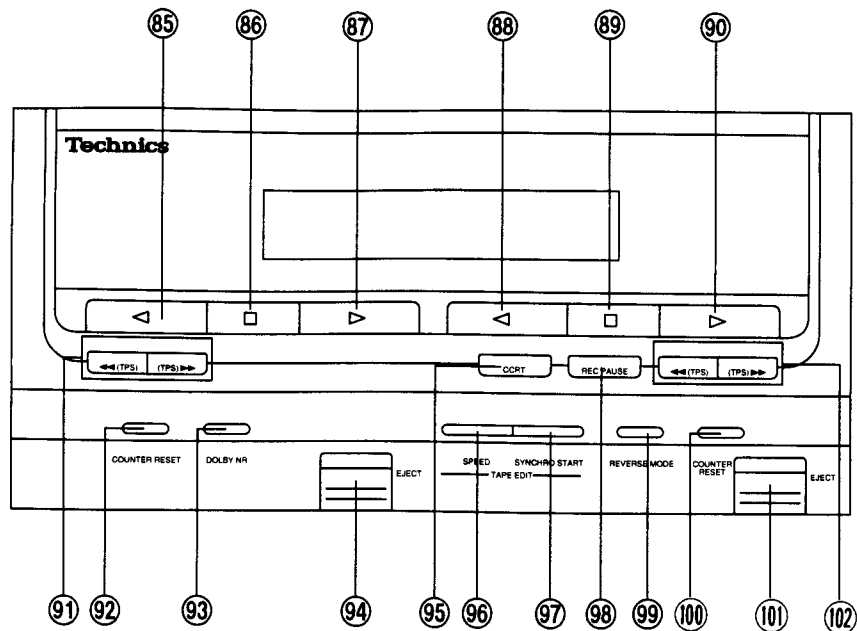 85 86 87 88 89 90
Technics
◁ □ ▷ ◁ □ ▷
◀◀ (TPS) (TPS) ▶▶ CCRT REC PAUSE ◀◀ (TPS) (TPS) ▶▶
COUNTER RESET DOLBY NR EJECT SPEED SYNCHRO START REVERSE MODE COUNTER RESET EJECT
TAPE EDIT
91 92 93 94 95 96 97 98 99 100 101 102